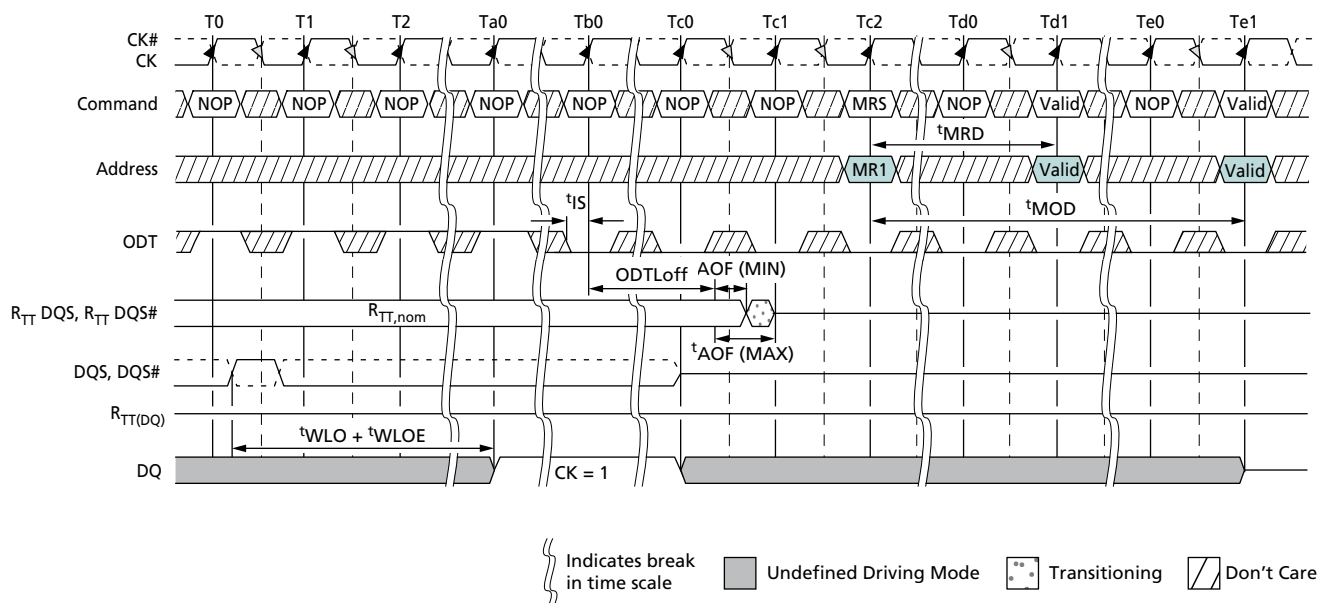 T0 T1 T2 Ta0 Tb0 Tc0 Tc1 Tc2 Td0 Td1 Te0 Te1
CK#
CK
Command NOP NOP NOP NOP NOP NOP NOP MRS NOP Valid NOP Valid
tMRD
Address MR1 Valid Valid
tIS
tMOD
ODT
ODTLoff AOF (MIN)
RTT DQS, RTT DQS# RTT,nom
tAOF (MAX)
DQS, DQS#
RTT(DQ)
tWLO + tWLOE
DQ CK = 1
Indicates break
in time scale
Undefined Driving Mode
Transitioning
Don't Care